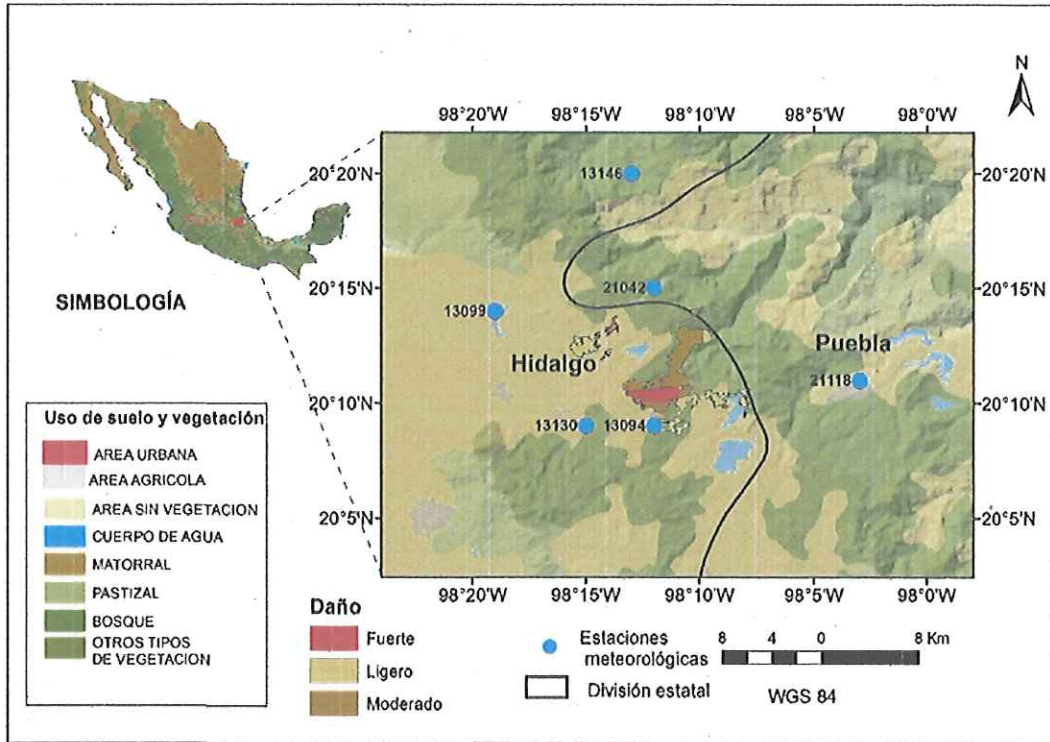 N
98°20'W 98°15'W 98°10'W 98°5'W 98°0'W
20°20'N
20°15'N
20°10'N
20°5'N
20°20'N
20°15'N
20°10'N
20°5'N
13146
21042
13099
Hidalgo
Puebla
21118
13130
13094
98°20'W 98°15'W 98°10'W 98°5'W 98°0'W
SIMBOLOGÍA
Uso de suelo y vegetación
AREA URBANA
AREA AGRICOLA
AREA SIN VEGETACION
CUERPO DE AGUA
MATORRAL
PASTIZAL
BOSQUE
OTROS TIPOS
DE VEGETACION
Daño
Fuerte
Ligero
Moderado
Estaciones
meteorológicas
División estatal
8 4 0 8 Km
WGS 84